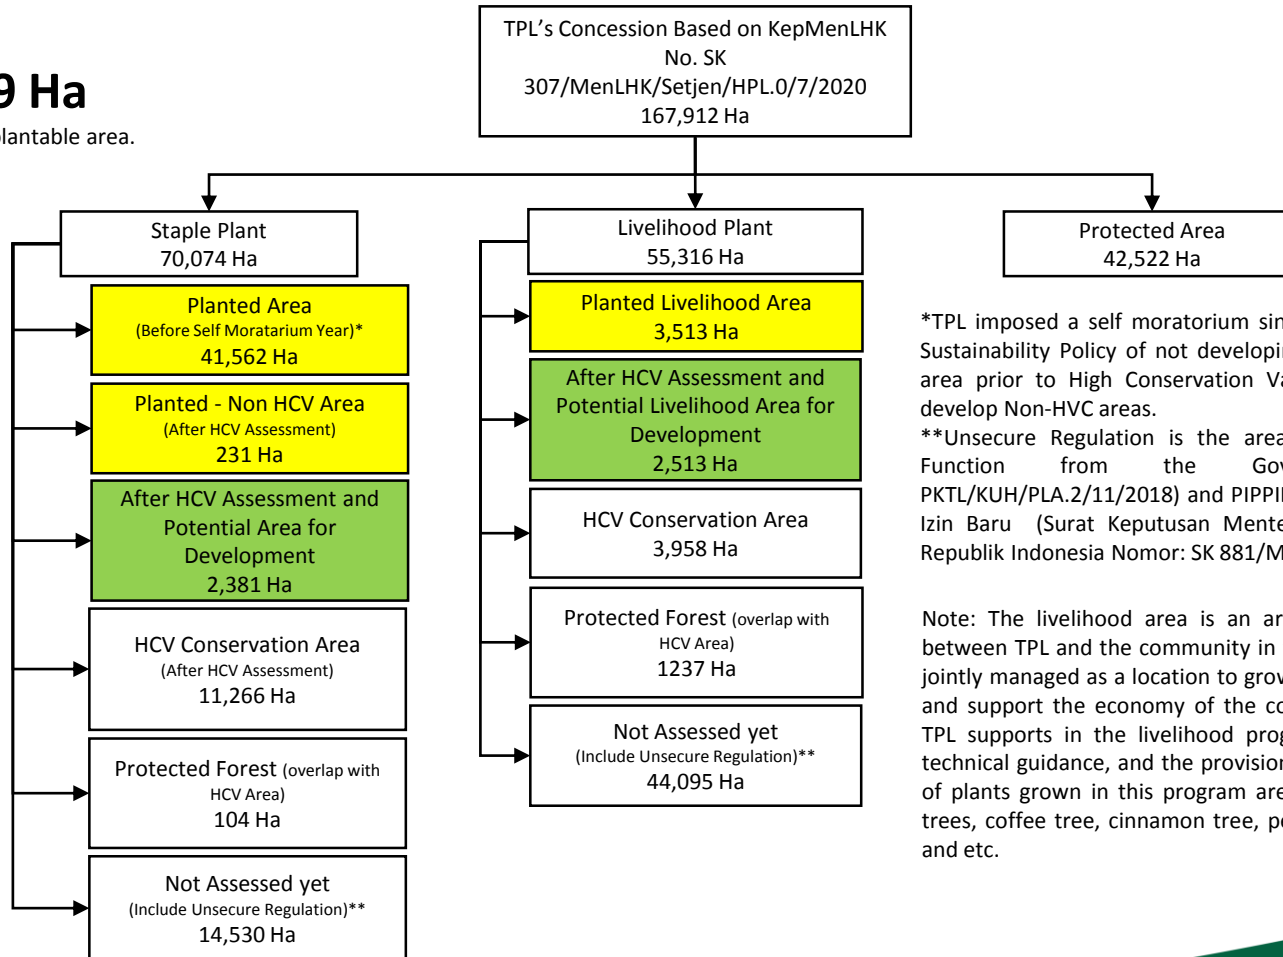 9 Ha
plantable area.
TPL's Concession Based on KepMenLHK
No. SK
307/MenLHK/Setjen/HPL.0/7/2020
167,912 Ha
Staple Plant
70,074 Ha
Planted Area
(Before Self Moratarium Year)*
41,562 Ha
Planted - Non HCV Area
(After HCV Assessment)
231 Ha
After HCV Assessment and
Potential Area for
Development
2,381 Ha
HCV Conservation Area
(After HCV Assessment)
11,266 Ha
Protected Forest (overlap with
HCV Area)
104 Ha
Not Assessed yet
(Include Unsecure Regulation)**
14,530 Ha
Livelihood Plant
55,316 Ha
Planted Livelihood Area
3,513 Ha
After HCV Assessment and
Potential Livelihood Area for
Development
2,513 Ha
HCV Conservation Area
3,958 Ha
Protected Forest (overlap with
HCV Area)
1237 Ha
Not Assessed yet
(Include Unsecure Regulation)**
44,095 Ha
Protected Area
42,522 Ha
*TPL imposed a self moratorium sin
Sustainability Policy of not developin
area prior to High Conservation Va
develop Non-HVC areas.
**Unsecure Regulation is the area
Function from the Gov
PKTL/KUH/PLA.2/11/2018) and PIPPI
Izin Baru (Surat Keputusan Mente
Republik Indonesia Nomor: SK 881/M
Note: The livelihood area is an ar
between TPL and the community in
jointly managed as a location to grow
and support the economy of the co
TPL supports in the livelihood prog
technical guidance, and the provision
of plants grown in this program are
trees, coffee tree, cinnamon tree, pe
and etc.